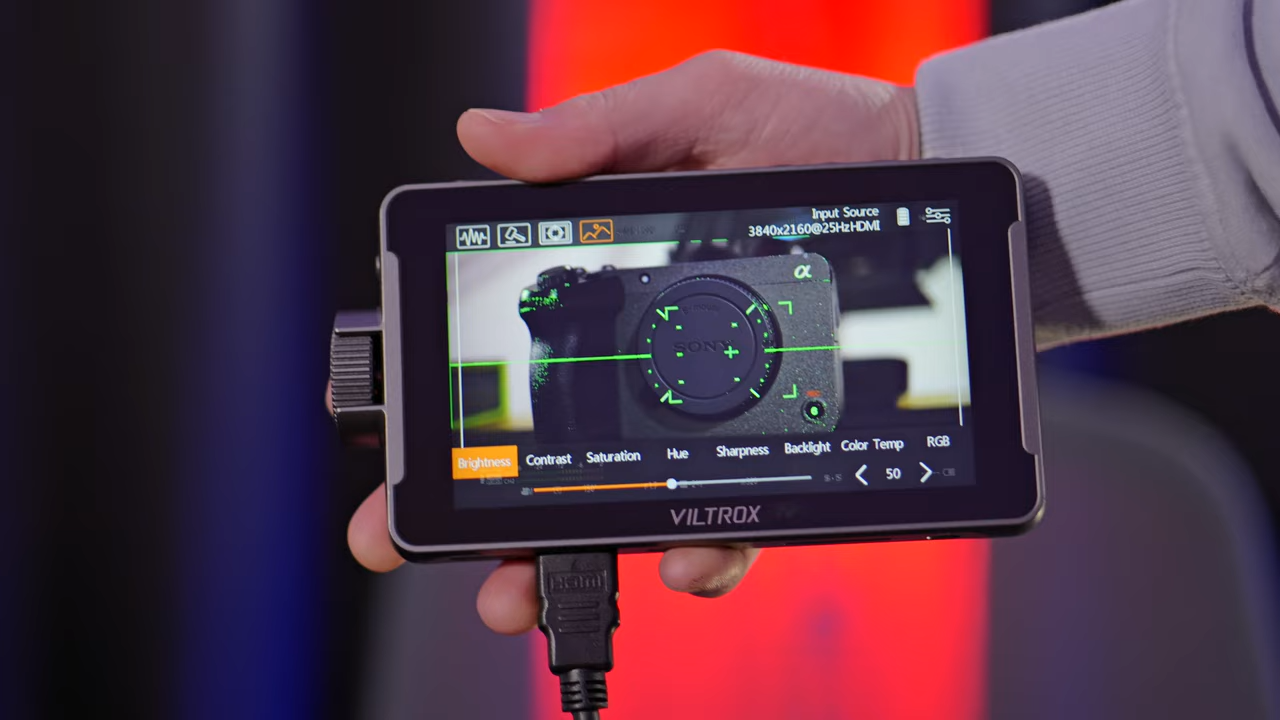 Input Source
3840x2160@25HzHDMI
α
SONY
Brightness Contrast Saturation Hue Sharpness Backlight Color Temp RGB
50
VILTROX
HDMI